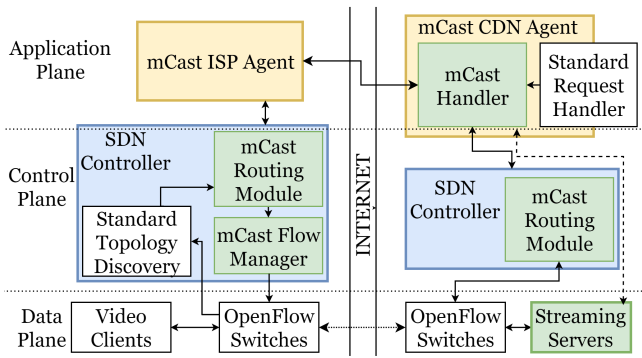 Application
Plane
mCast ISP Agent
mCast CDN Agent
mCast
Handler
Standard
Request
Handler
Control
Plane
SDN
Controller
mCast
Routing
Module
Standard
Topology
Discovery
mCast Flow
Manager
INTERNET
SDN
Controller
mCast
Routing
Module
Data
Plane
Video
Clients
OpenFlow
Switches
OpenFlow
Switches
Streaming
Servers